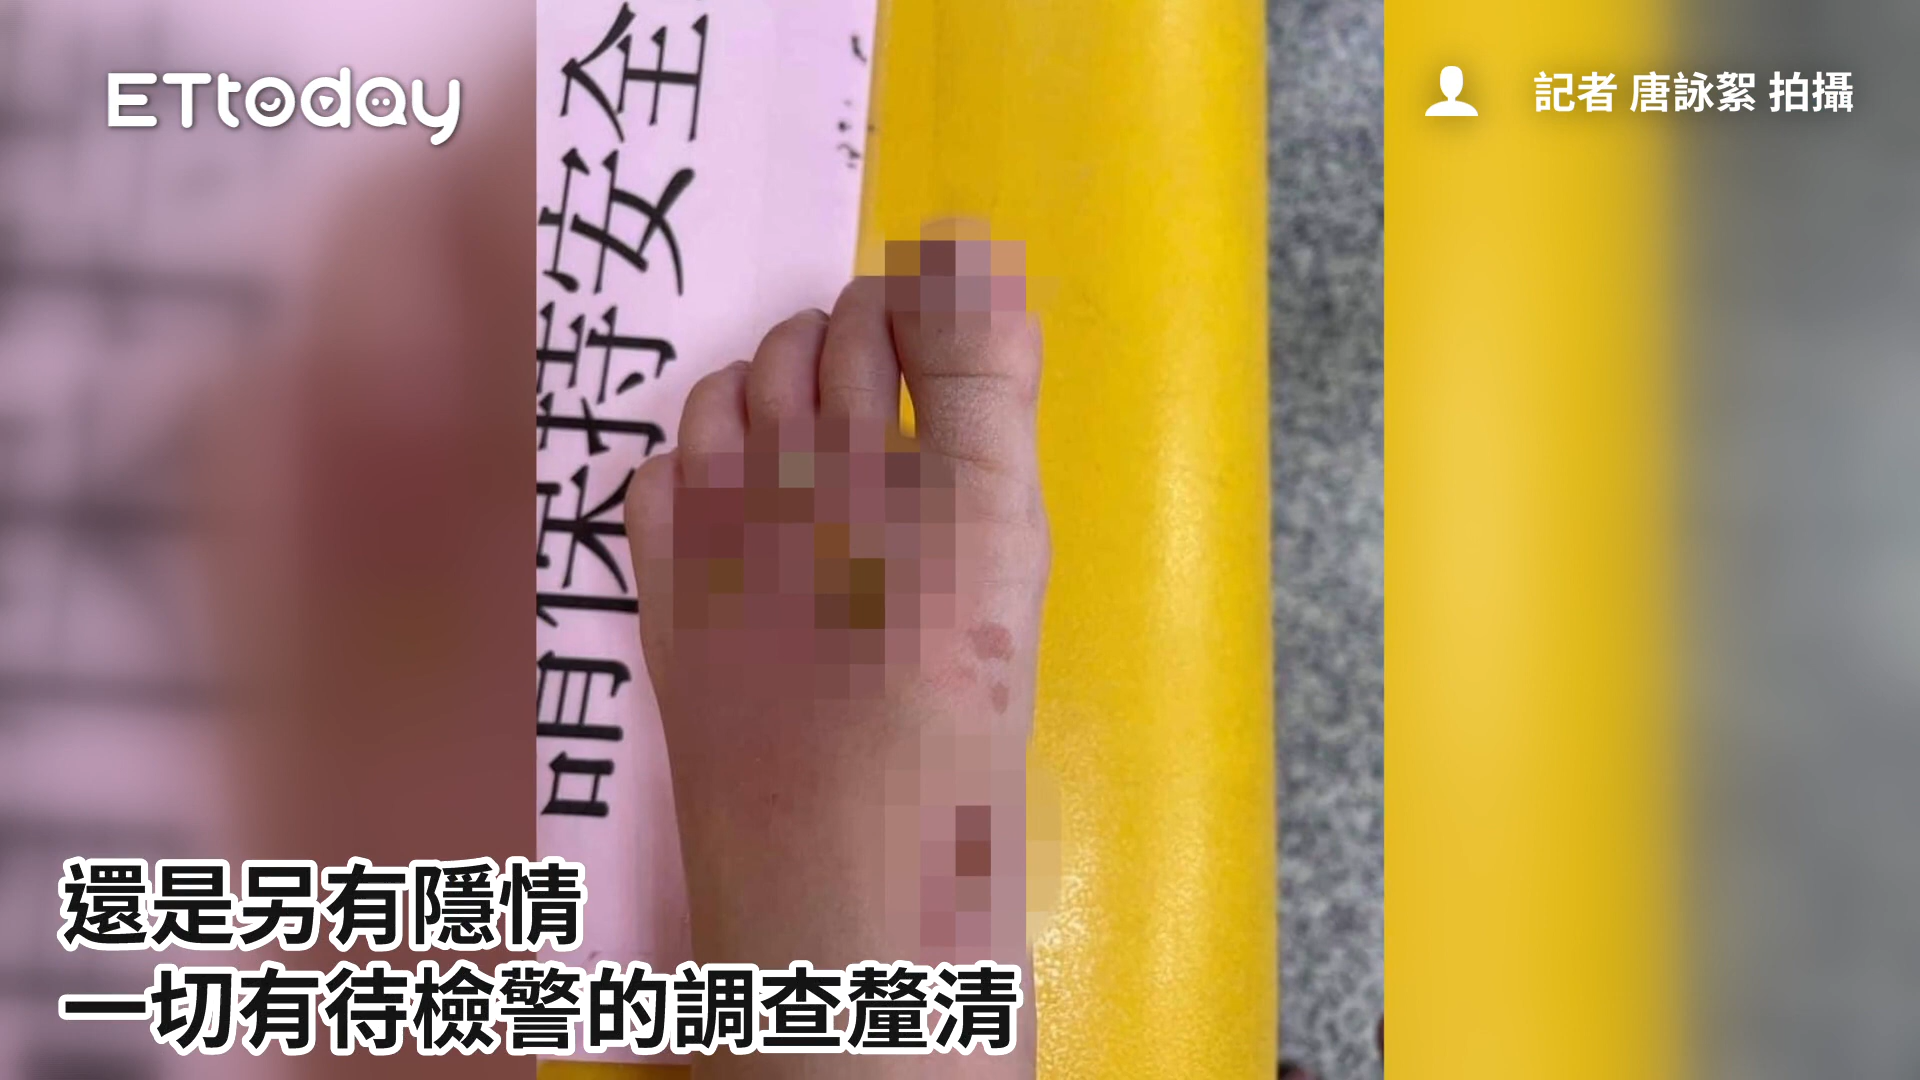 ETtoday
記者 唐詠絮 拍攝
請保持安全
還是另有隱情
一切有待檢警的調查釐清